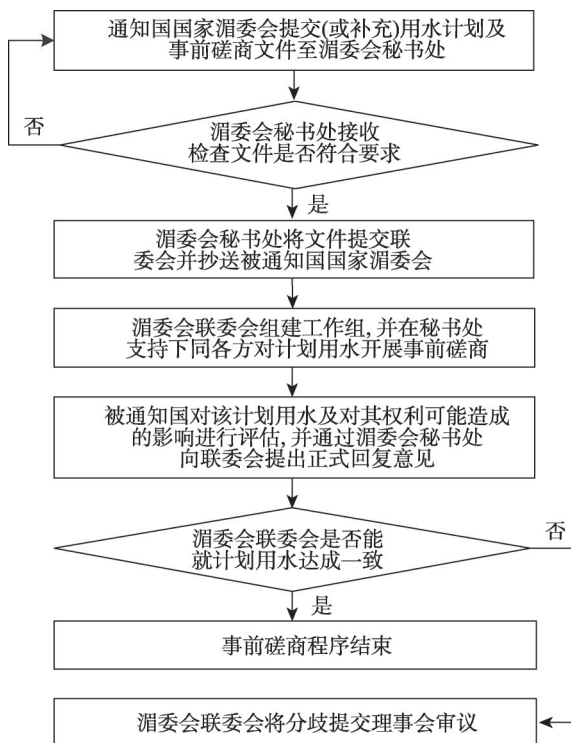 通知国国家湄委会提交(或补充)用水计划及
事前磋商文件至湄委会秘书处
否
湄委会秘书处接收
检查文件是否符合要求
是
湄委会秘书处将文件提交联
委会并抄送被通知国国家湄委会
湄委会联委会组建工作组,并在秘书处
支持下同各方对计划用水开展事前磋商
被通知国对该计划用水及对其权利可能造成
的影响进行评估,并通过湄委会秘书处
向联委会提出正式回复意见
否
湄委会联委会是否能
就计划用水达成一致
是
事前磋商程序结束
湄委会联委会将分歧提交理事会审议